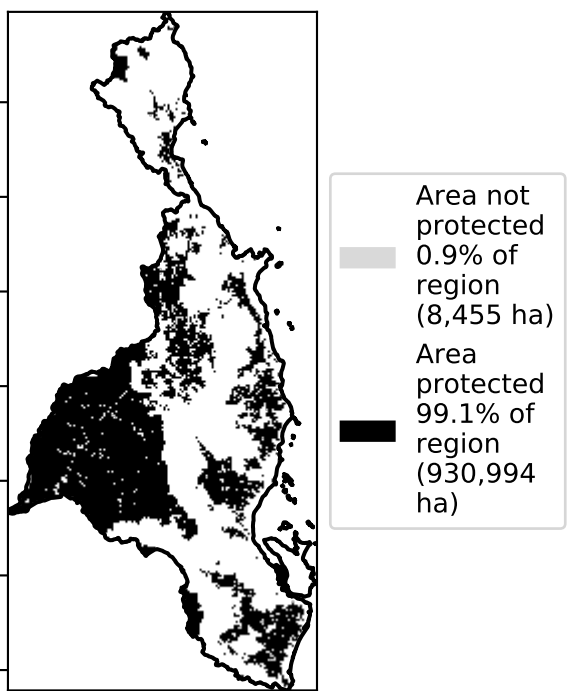 Area not
protected
0.9% of
region
(8,455 ha)
Area
protected
99.1% of
region
(930,994
ha)